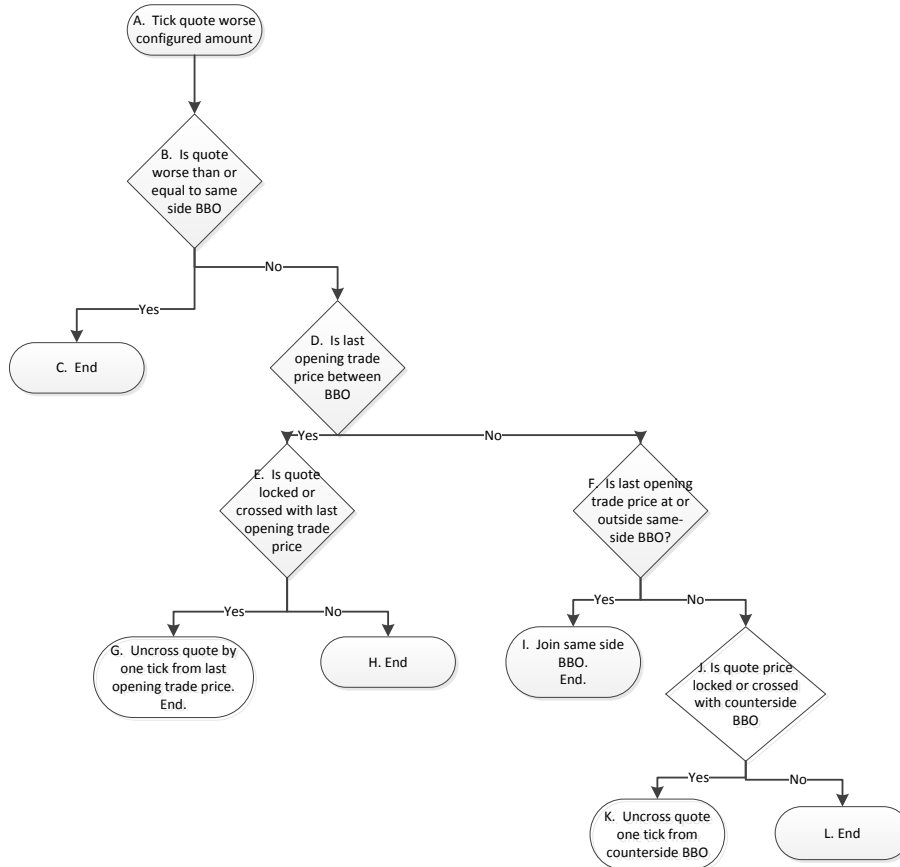 A.  Tick quote worse
configured amount
B.  Is quote
worse than or
equal to same
side BBO
No
Yes
C.  End
D.  Is last
opening trade
price between
BBO
Yes
No
E.  Is quote
locked or
crossed with last
opening trade
price
F.  Is last opening
trade price at or
outside same-
side BBO?
Yes
No
Yes
No
G.  Uncross quote by
one tick from last
opening trade price.
End.
H. End
I.  Join same side
BBO.
End.
J. Is quote price
locked or crossed
with counterside
BBO
Yes
No
K.  Uncross quote
one tick from
counterside BBO
L. End